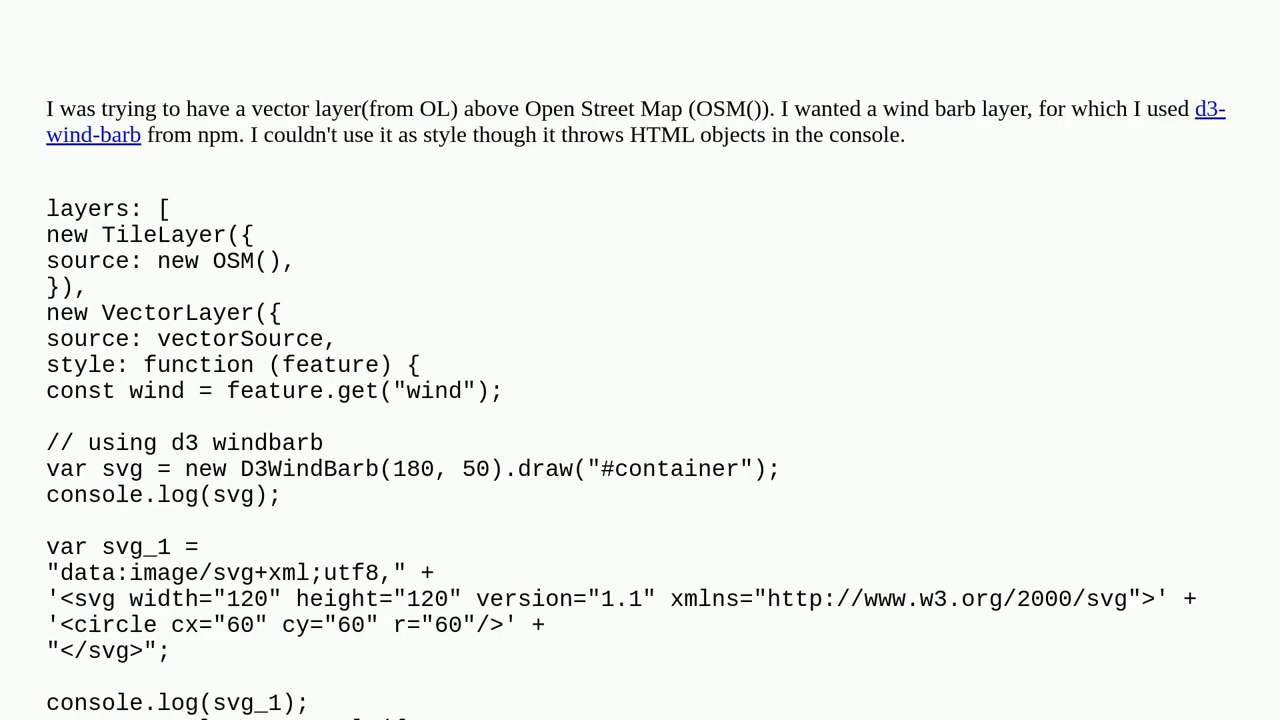 I was trying to have a vector layer(from OL) above Open Street Map (OSM()). I wanted a wind barb layer, for which I used d3-
wind-barb from npm. I couldn't use it as style though it throws HTML objects in the console.
layers: [
new TileLayer({
source: new OSM(),
}),
new VectorLayer({
source: vectorSource,
style: function (feature) {
const wind = feature.get("wind");
// using d3 windbarb
var svg = new D3WindBarb(180, 50).draw("#container");
console.log(svg);
var svg_1 =
"data:image/svg+xml;utf8," +
'<svg width="120" height="120" version="1.1" xmlns="http://www.w3.org/2000/svg">' +
'<circle cx="60" cy="60" r="60"/>' +
"</svg>";
console.log(svg_1);